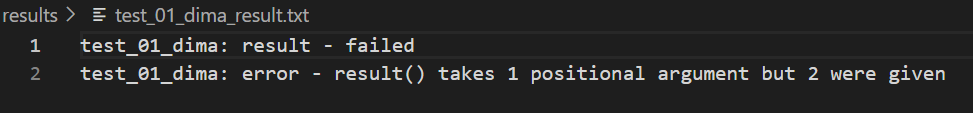 results > test_01_dima_result.txt
1 test_01_dima: result - failed
2 test_01_dima: error - result() takes 1 positional argument but 2 were given